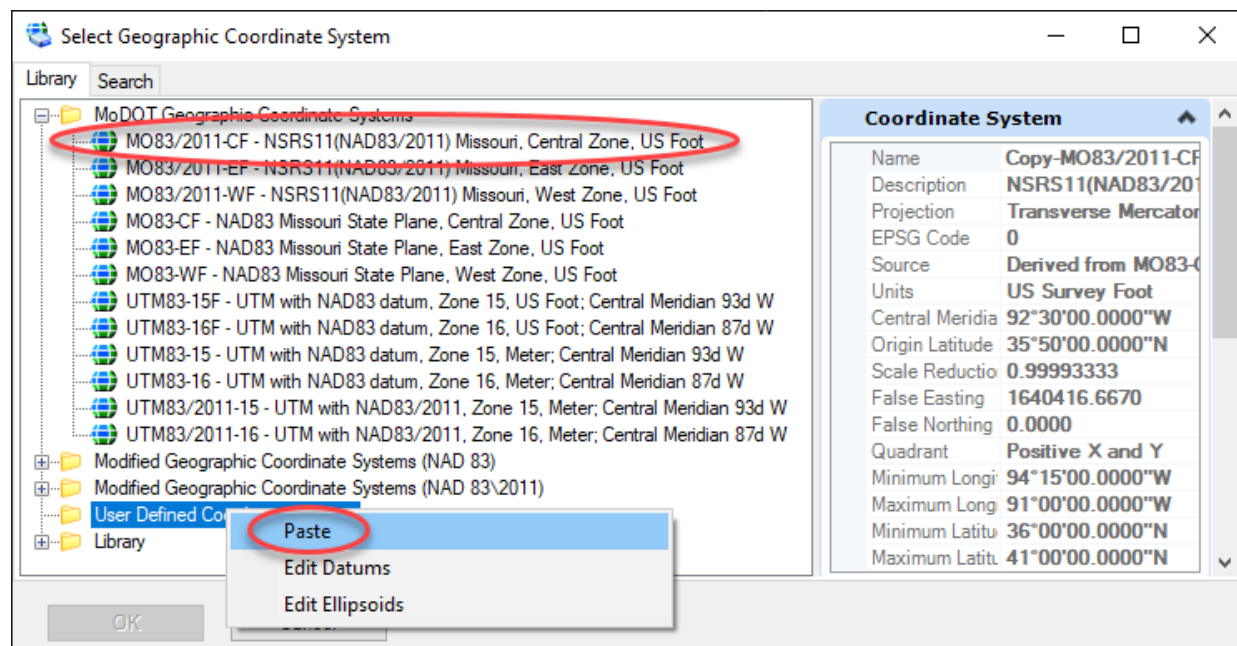 Select Geographic Coordinate System
Library Search
MoDOT Geographic Coordinate Systems
MO83/2011-CF - NSRS11(NAD83/2011) Missouri, Central Zone, US Foot
MO83/2011-EF - NSRS11(NAD83/2011) Missouri, East Zone, US Foot
MO83/2011-WF - NSRS11(NAD83/2011) Missouri, West Zone, US Foot
MO83-CF - NAD83 Missouri State Plane, Central Zone, US Foot
MO83-EF - NAD83 Missouri State Plane, East Zone, US Foot
MO83-WF - NAD83 Missouri State Plane, West Zone, US Foot
UTM83-15F - UTM with NAD83 datum, Zone 15, US Foot; Central Meridian 93d W
UTM83-16F - UTM with NAD83 datum, Zone 16, US Foot; Central Meridian 87d W
UTM83-15 - UTM with NAD83 datum, Zone 15, Meter; Central Meridian 93d W
UTM83-16 - UTM with NAD83 datum, Zone 16, Meter; Central Meridian 87d W
UTM83/2011-15 - UTM with NAD83/2011, Zone 15, Meter; Central Meridian 93d W
UTM83/2011-16 - UTM with NAD83/2011, Zone 16, Meter; Central Meridian 87d W
Modified Geographic Coordinate Systems (NAD 83)
Modified Geographic Coordinate Systems (NAD 83\2011)
User Defined Co
Library
Paste
Edit Datums
Edit Ellipsoids
OK
Coordinate System
Name Copy-MO83/2011-CF
Description NSRS11(NAD83/201
Projection Transverse Mercator
EPSG Code 0
Source Derived from MO83-C
Units US Survey Foot
Central Meridia 92°30'00.0000"W
Origin Latitude 35°50'00.0000"N
Scale Reductio 0.99993333
False Easting 1640416.6670
False Northing 0.0000
Quadrant Positive X and Y
Minimum Longi 94°15'00.0000"W
Maximum Long 91°00'00.0000"W
Minimum Latitu 36°00'00.0000"N
Maximum Latit 41°00'00.0000"N